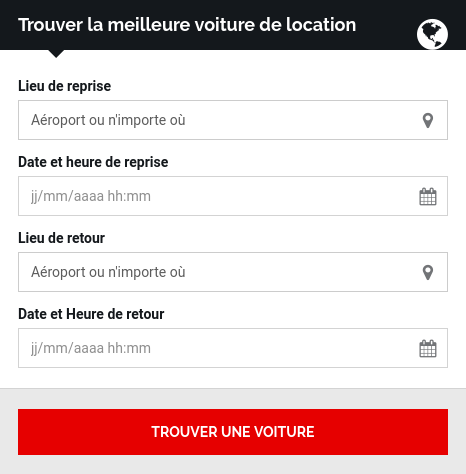 Trouver la meilleure voiture de location
Lieu de reprise
Aéroport ou n'importe où
Date et heure de reprise
jj/mm/aaaa hh:mm
Lieu de retour
Aéroport ou n'importe où
Date et Heure de retour
jj/mm/aaaa hh:mm
TROUVER UNE VOITURE